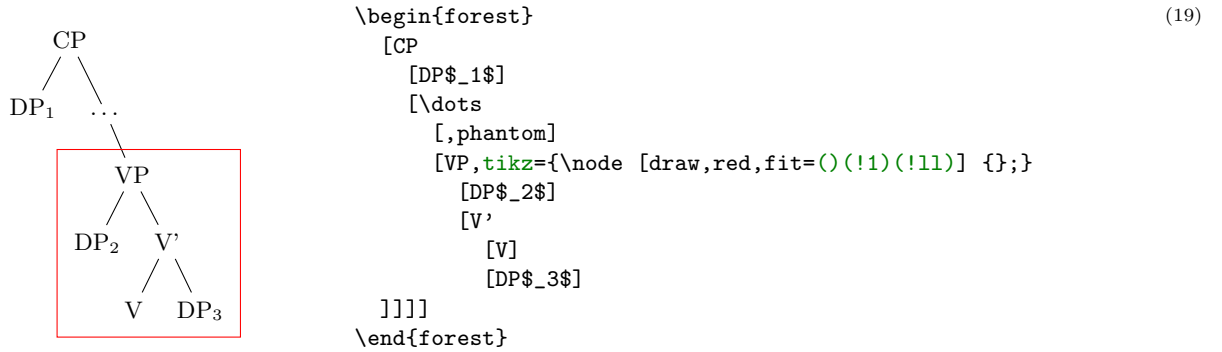 CP
DP₁ …
VP
DP₂ V'
V DP₃
\begin{forest} (19)
[CP
[DP$_1$]
[\dots
[,phantom]
[VP,tikz={\node [draw,red,fit=()(!1)(!ll)] {};}
[DP$_2$]
[V'
[V]
[DP$_3$]
]]]]
\end{forest}